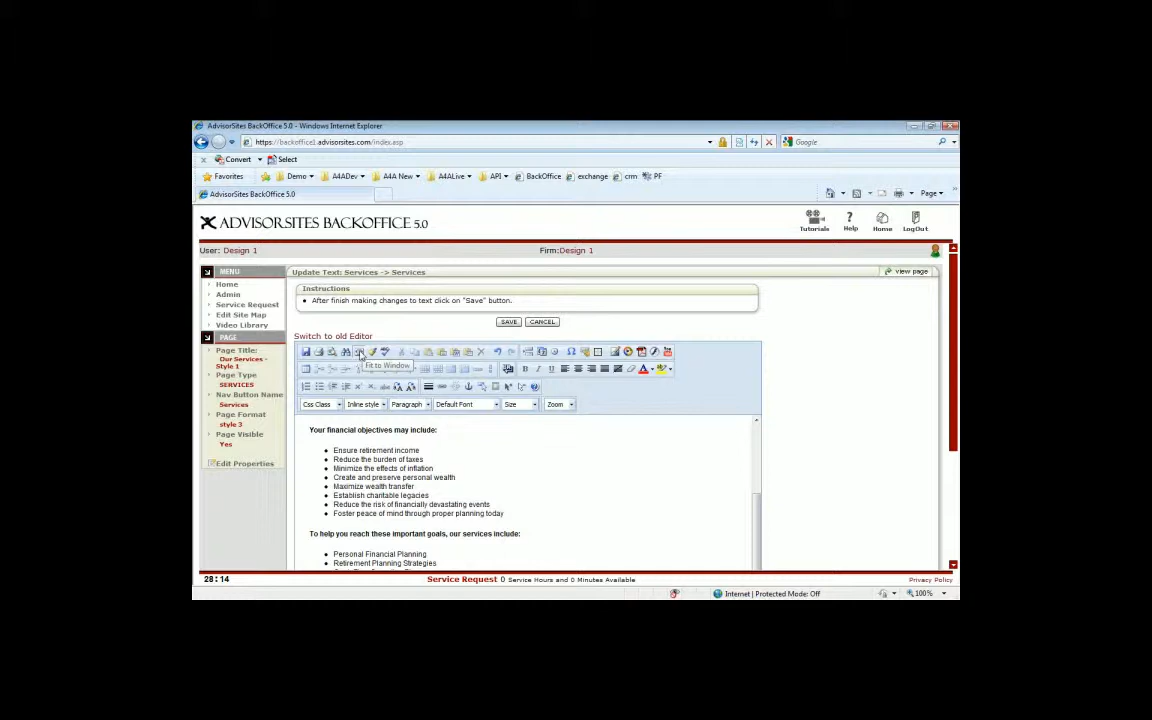 AdvisorSites BackOffice 5.0 - Windows Internet Explorer
https://backoffice1.advisorsites.com/index.asp
Google
Convert Select
Favorites Demo A4ADev A4A New A4ALive API BackOffice exchange crm PF
AdvisorSites BackOffice 5.0
Page
ADVISORSITES BACKOFFICE 5.0
Tutorials Help Home LogOut
User: Design 1 Firm:Design 1
MENU
Home
Admin
Service Request
Edit Site Map
Video Library
PAGE
Page Title:
Our Services -
Style 1
Page Type
SERVICES
Nav Button Name
Services
Page Format
style 3
Page Visible
Yes
Edit Properties
Update Text: Services -> Services
view page
Instructions
After finish making changes to text click on "Save" button.
SAVE CANCEL
Switch to old Editor
Fit to Window
Css Class Inline style Paragraph Default Font Size Zoom
Your financial objectives may include:
Ensure retirement income
Reduce the burden of taxes
Minimize the effects of inflation
Create and preserve personal wealth
Maximize wealth transfer
Establish charitable legacies
Reduce the risk of financially devastating events
Foster peace of mind through proper planning today
To help you reach these important goals, our services include:
Personal Financial Planning
Retirement Planning Strategies
28:14
Service Request 0 Service Hours and 0 Minutes Available
Privacy Policy
Internet | Protected Mode: Off
100%